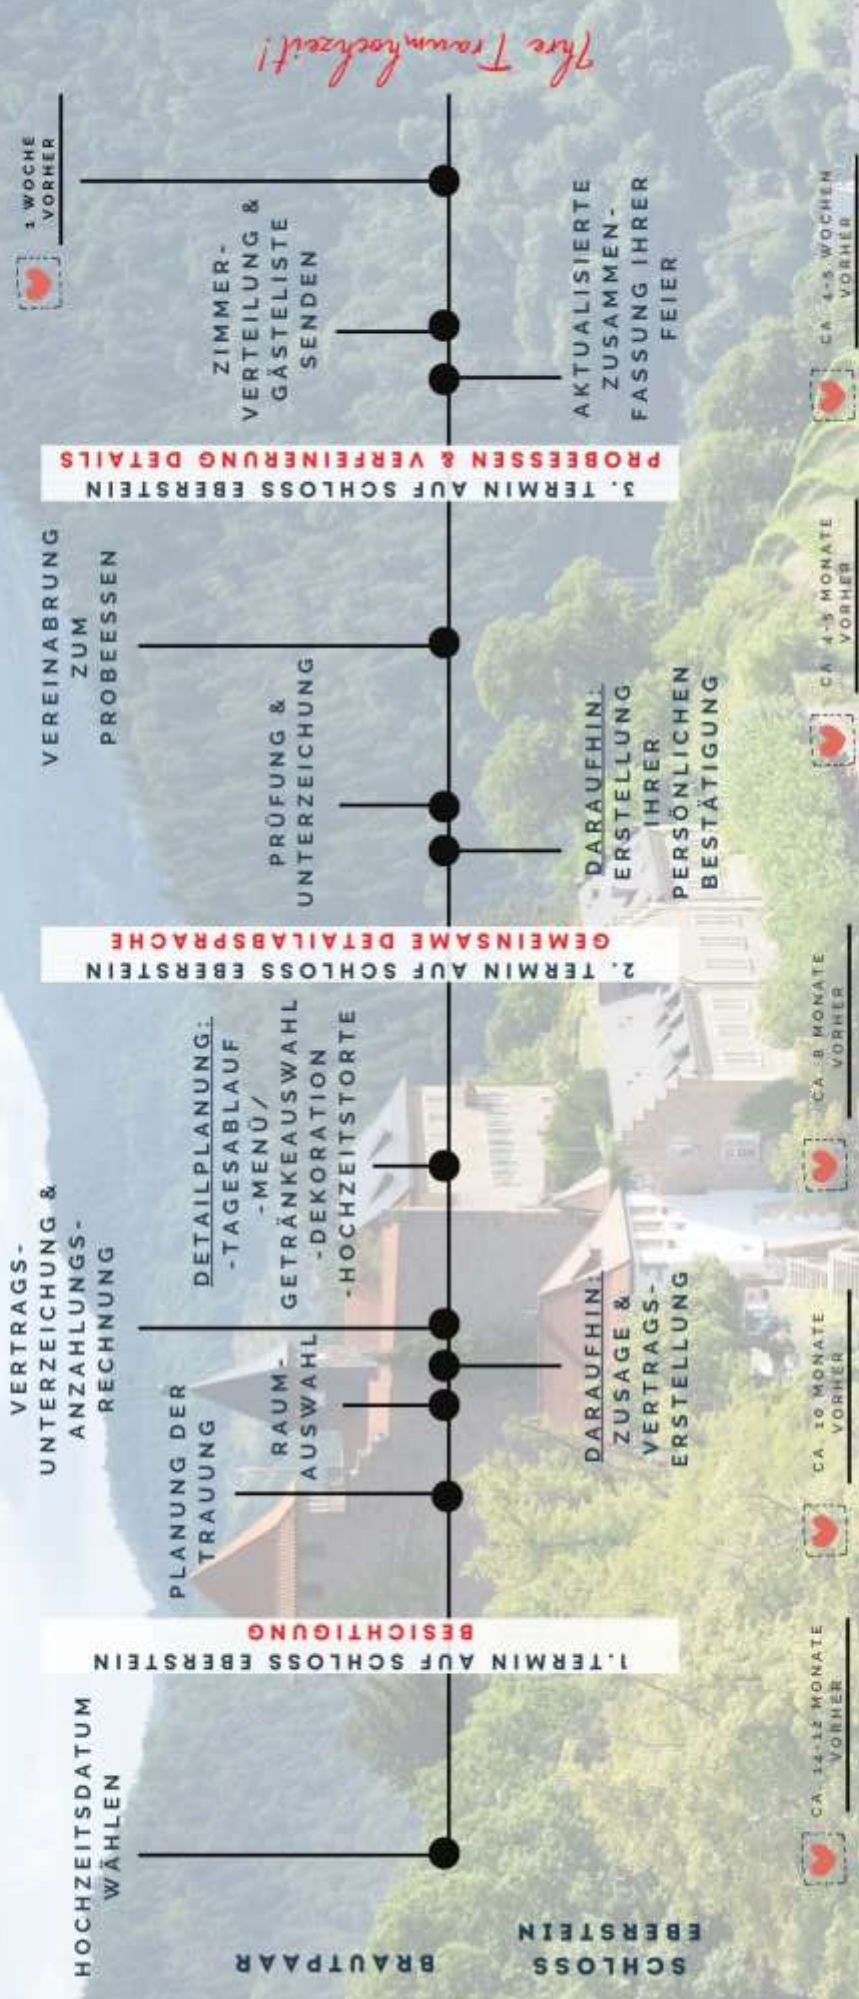 BRAUTPAAR
SCHLOSS
EBERSTEIN
HOCHZEITSDATUM
WÄHLEN
CA. 14-12 MONATE
VORHER
1.TERMIN AUF SCHLOSS EBERSTEIN
BESICHTIGUNG
PLANUNG DER
TRAUUNG
RAUM-
AUSWAHL
DARAUFHIN:
ZUSAGE &
VERTRAGS-
ERSTELLUNG
CA. 10 MONATE
VORHER
VERTRAGS-
UNTERZEICHUNG &
ANZAHLUNGS-
RECHNUNG
DETAILPLANUNG:
-TAGESABLAUF
-MENÜ/
GETRÄNKEAUSWAHL
-DEKORATION
-HOCHZEITSTORTE
CA. 8 MONATE
VORHER
2. TERMIN AUF SCHLOSS EBERSTEIN
GEMEINSAME DETAILABSPRACHE
DARAUFHIN:
ERSTELLUNG
IHRER
PERSÖNLICHEN
BESTÄTIGUNG
PRÜFUNG &
UNTERZEICHUNG
VEREINABRUNG
ZUM
PROBEESSEN
CA. 4-5 MONATE
VORHER
3. TERMIN AUF SCHLOSS EBERSTEIN
PROBEESSEN & VERFEINERUNG DETAILS
AKTUALISIERTE
ZUSAMMEN-
FASSUNG IHRER
FEIER
ZIMMER-
VERTEILUNG &
GÄSTELISTE
SENDEN
CA. 4-5 WOCHEN
VORHER
1 WOCHE
VORHER
Ihre Traumhochzeit!